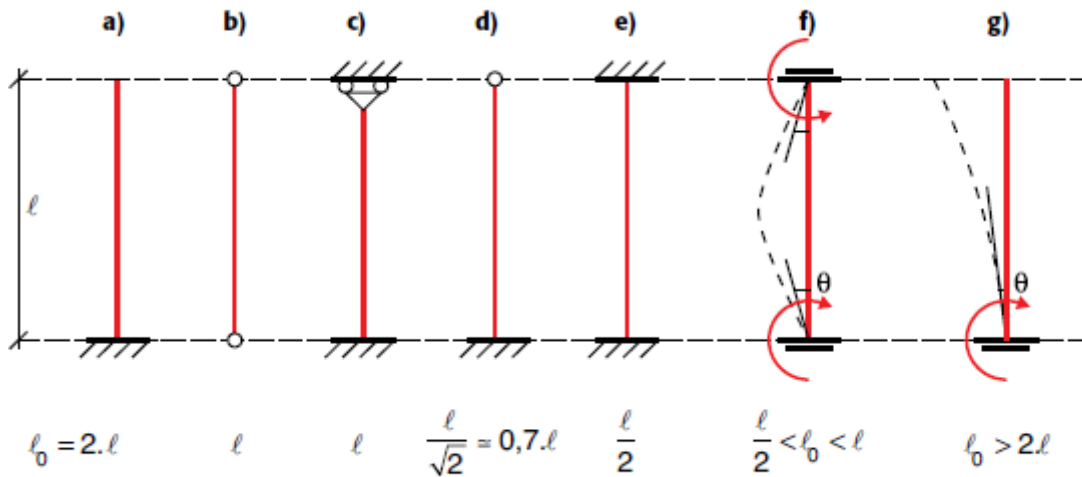 a) b) c) d) e) f) g)
ℓ
θ θ
ℓ₀ = 2.ℓ ℓ ℓ ℓ/√2 ≃ 0,7.ℓ ℓ/2 ℓ/2 < ℓ₀ < ℓ ℓ₀ > 2.ℓ